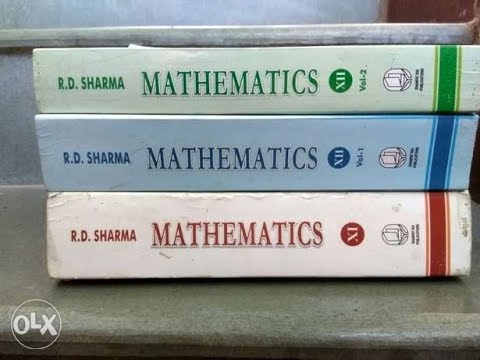 R.D. SHARMA MATHEMATICS XII Vol-2
R.D. SHARMA MATHEMATICS XII Vol-1
R.D. SHARMA MATHEMATICS XI
OLX